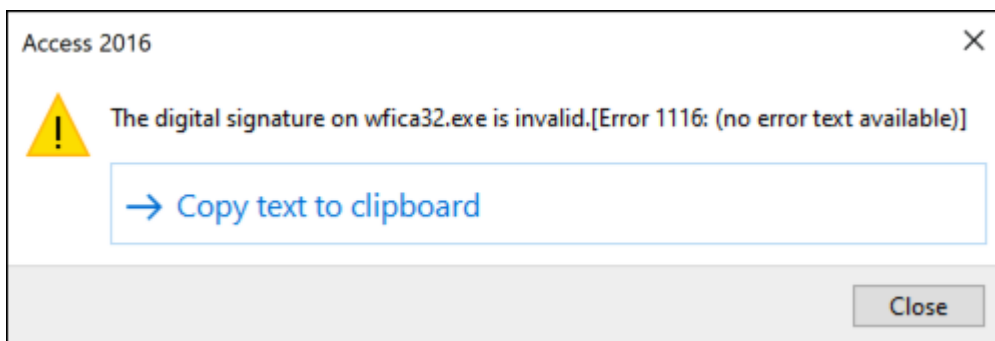 Access 2016
The digital signature on wfica32.exe is invalid.[Error 1116: (no error text available)]
Copy text to clipboard
Close